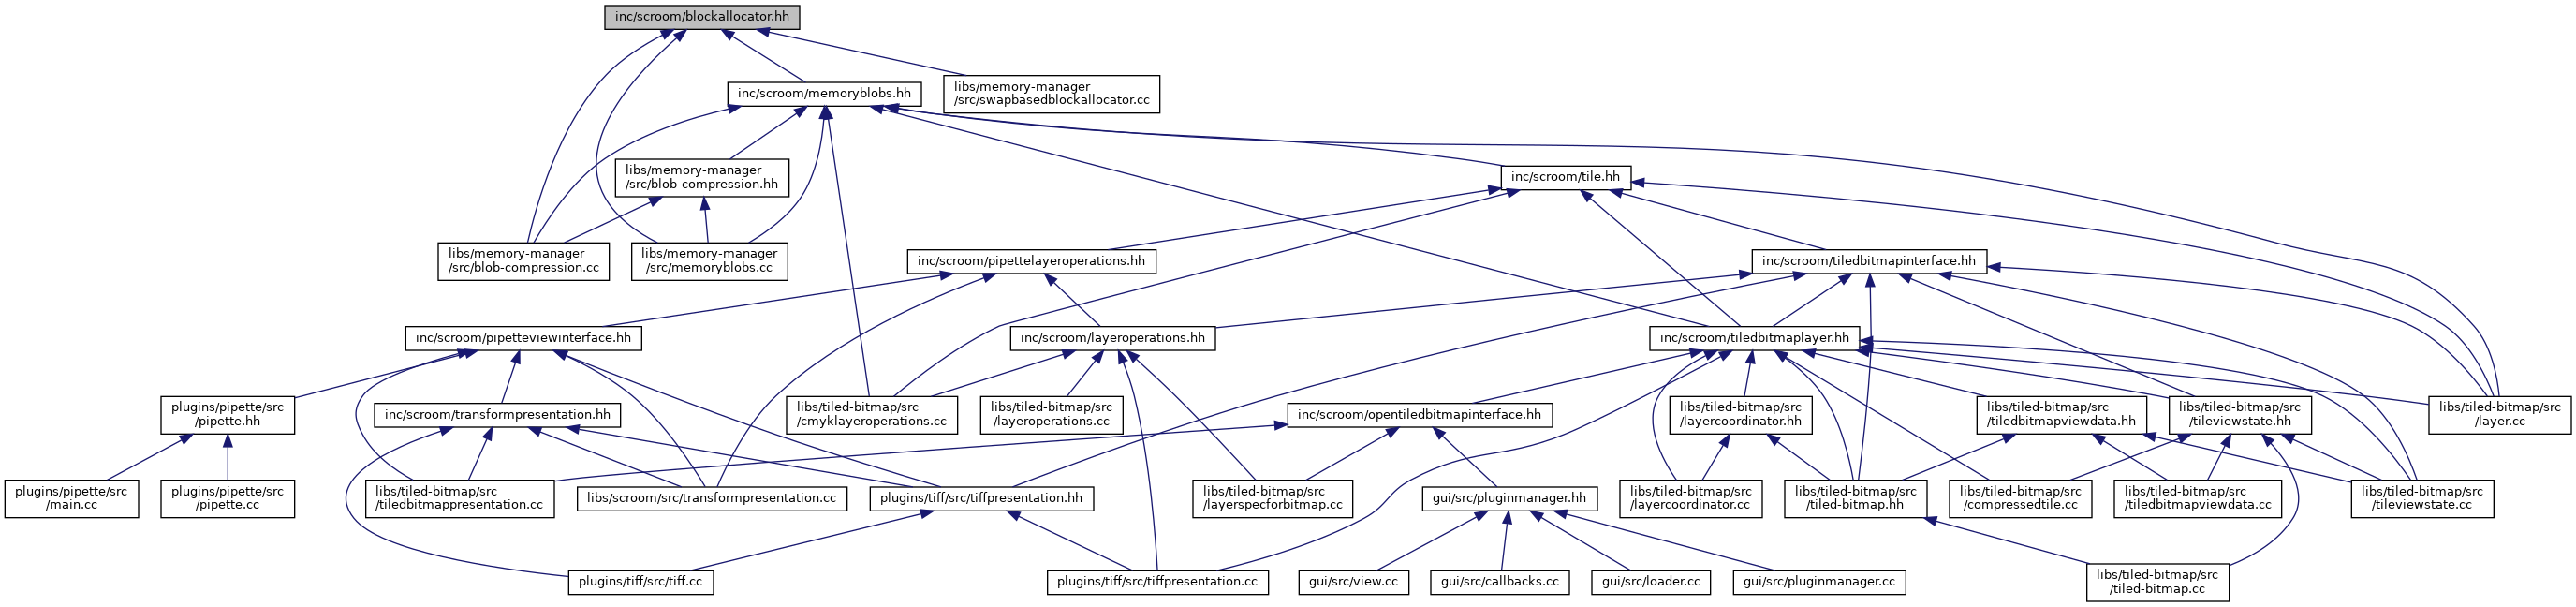 inc/scroom/blockallocator.hh
inc/scroom/memoryblobs.hh
libs/memory-manager
/src/swapbasedblockallocator.cc
libs/memory-manager
/src/blob-compression.hh
inc/scroom/tile.hh
libs/memory-manager
/src/blob-compression.cc
libs/memory-manager
/src/memoryblobs.cc
inc/scroom/pipettelayeroperations.hh
inc/scroom/tiledbitmapinterface.hh
inc/scroom/pipetteviewinterface.hh
inc/scroom/layeroperations.hh
inc/scroom/tiledbitmaplayer.hh
plugins/pipette/src
/pipette.hh
inc/scroom/transformpresentation.hh
libs/tiled-bitmap/src
/cmyklayeroperations.cc
libs/tiled-bitmap/src
/layeroperations.cc
inc/scroom/opentiledbitmapinterface.hh
libs/tiled-bitmap/src
/layercoordinator.hh
libs/tiled-bitmap/src
/tiledbitmapviewdata.hh
libs/tiled-bitmap/src
/tileviewstate.hh
libs/tiled-bitmap/src
/layer.cc
plugins/pipette/src
/main.cc
plugins/pipette/src
/pipette.cc
libs/tiled-bitmap/src
/tiledbitmappresentation.cc
libs/scroom/src/transformpresentation.cc
plugins/tiff/src/tiffpresentation.hh
libs/tiled-bitmap/src
/layerspecforbitmap.cc
gui/src/pluginmanager.hh
libs/tiled-bitmap/src
/layercoordinator.cc
libs/tiled-bitmap/src
/tiled-bitmap.hh
libs/tiled-bitmap/src
/compressedtile.cc
libs/tiled-bitmap/src
/tiledbitmapviewdata.cc
libs/tiled-bitmap/src
/tileviewstate.cc
plugins/tiff/src/tiff.cc
plugins/tiff/src/tiffpresentation.cc
gui/src/view.cc
gui/src/callbacks.cc
gui/src/loader.cc
gui/src/pluginmanager.cc
libs/tiled-bitmap/src
/tiled-bitmap.cc